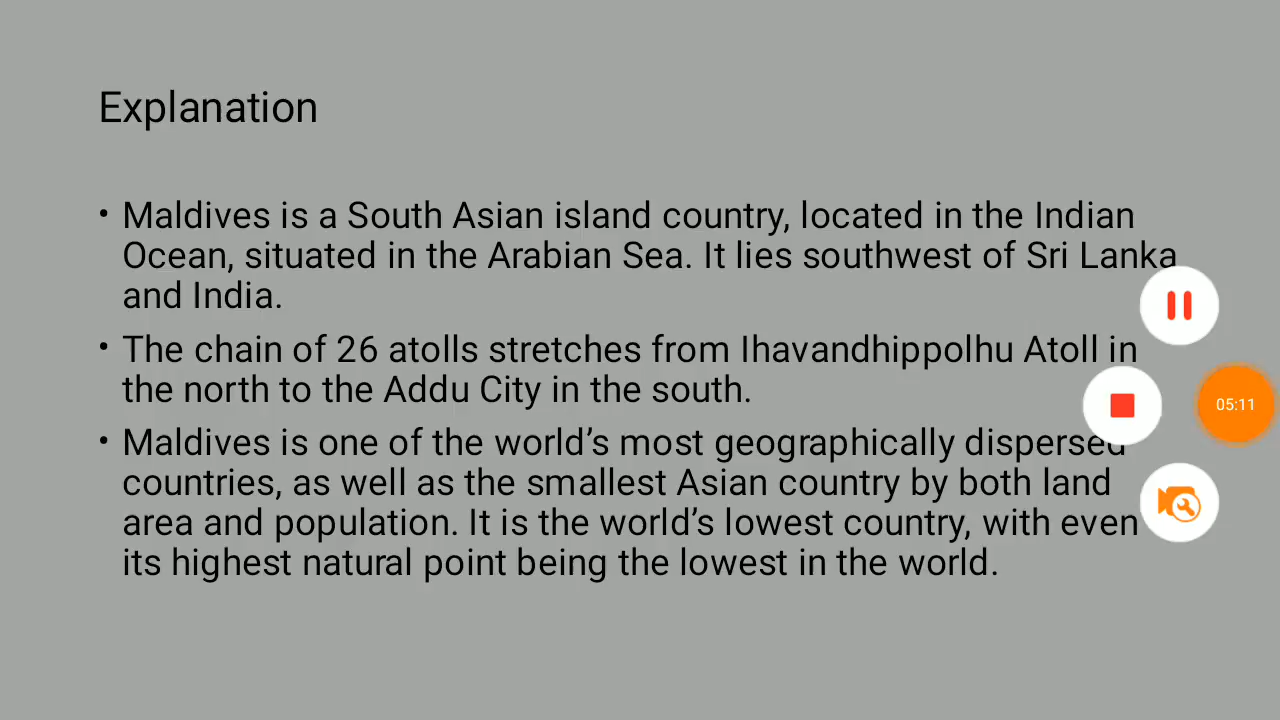 Explanation
• Maldives is a South Asian island country, located in the Indian
Ocean, situated in the Arabian Sea. It lies southwest of Sri Lanka
and India.
• The chain of 26 atolls stretches from Ihavandhippolhu Atoll in
the north to the Addu City in the south.
• Maldives is one of the world’s most geographically dispersed
countries, as well as the smallest Asian country by both land
area and population. It is the world’s lowest country, with even
its highest natural point being the lowest in the world.
05:11